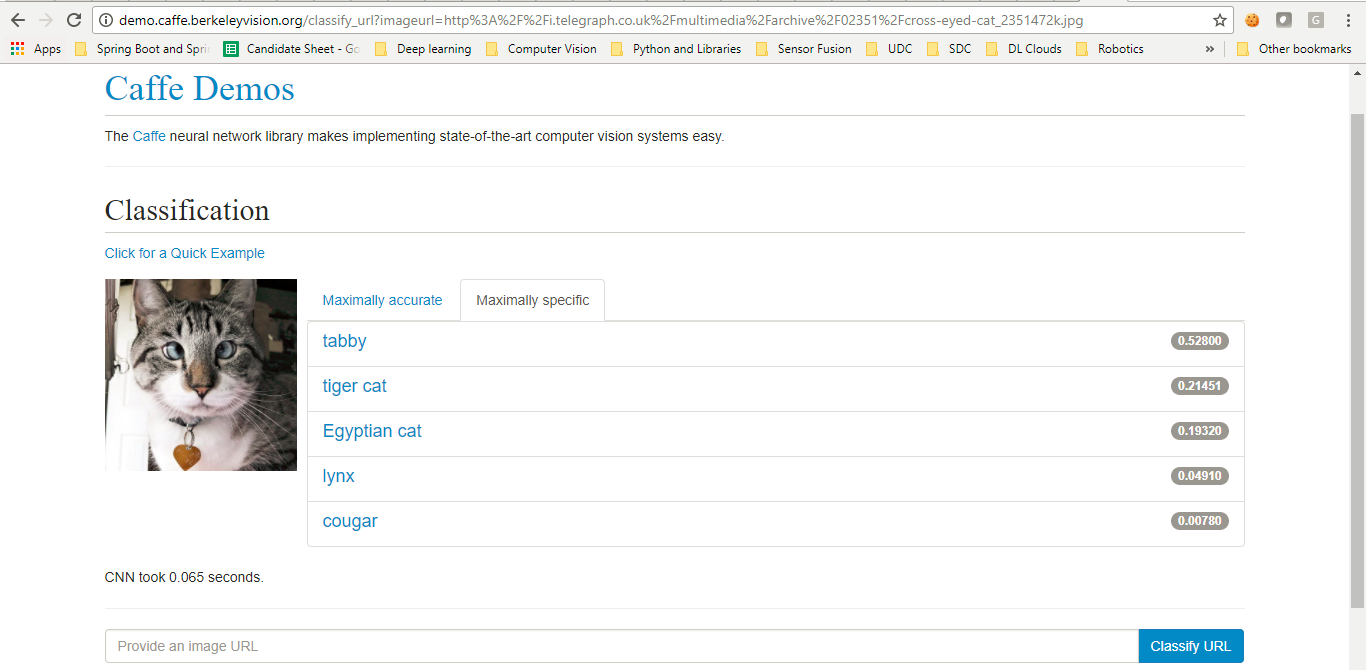 demo.caffe.berkeleyvision.org/classify_url?imageurl=http%3A%2F%2Fi.telegraph.co.uk%2Fmultimedia%2Farchive%2F02351%2Fcross-eyed-cat_2351472k.jpg
G
Apps Spring Boot and Spri Candidate Sheet - Go Deep learning Computer Vision Python and Libraries Sensor Fusion UDC SDC DL Clouds Robotics » Other bookmarks
Caffe Demos
The Caffe neural network library makes implementing state-of-the-art computer vision systems easy.
Classification
Click for a Quick Example
Maximally accurate Maximally specific
tabby 0.52800
tiger cat 0.21451
Egyptian cat 0.19320
lynx 0.04910
cougar 0.00780
CNN took 0.065 seconds.
Provide an image URL Classify URL